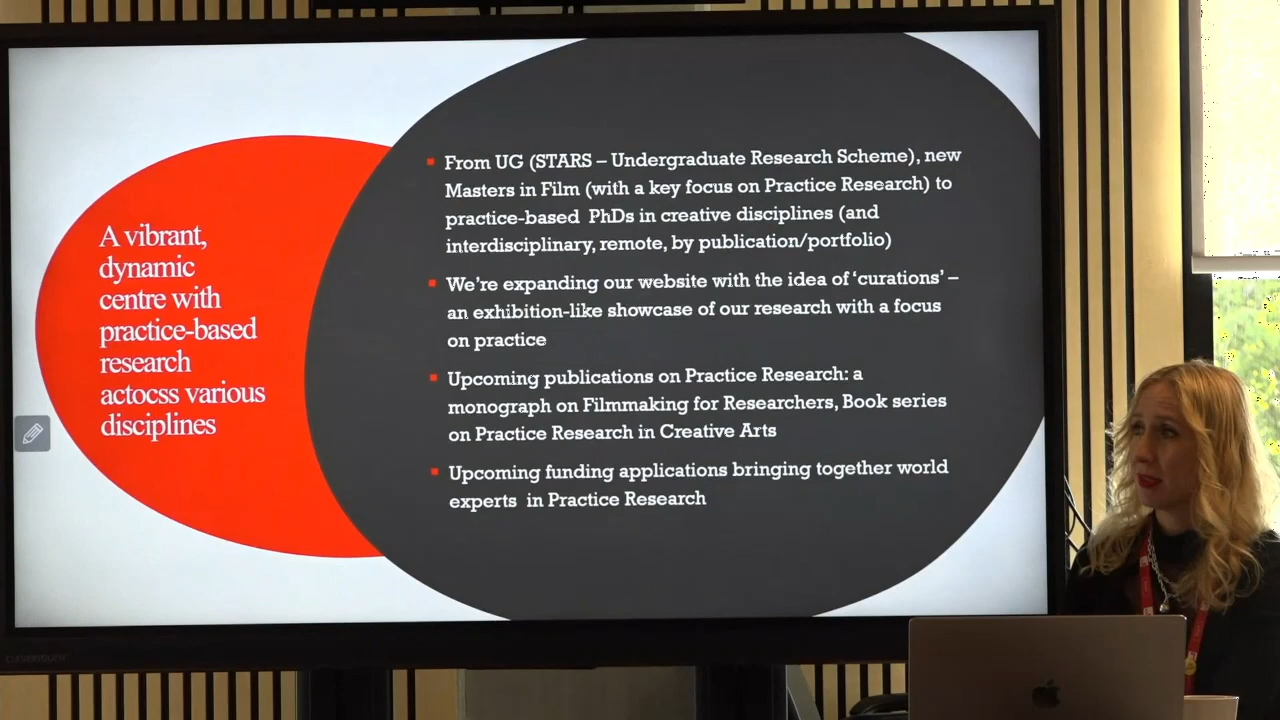 A vibrant,
dynamic
centre with
practice-based
research
actocss various
disciplines
▪ From UG (STARS – Undergraduate Research Scheme), new
Masters in Film (with a key focus on Practice Research) to
practice-based PhDs in creative disciplines (and
interdisciplinary, remote, by publication/portfolio)
▪ We're expanding our website with the idea of 'curations' –
an exhibition-like showcase of our research with a focus
on practice
▪ Upcoming publications on Practice Research: a
monograph on Filmmaking for Researchers, Book series
on Practice Research in Creative Arts
▪ Upcoming funding applications bringing together world
experts in Practice Research